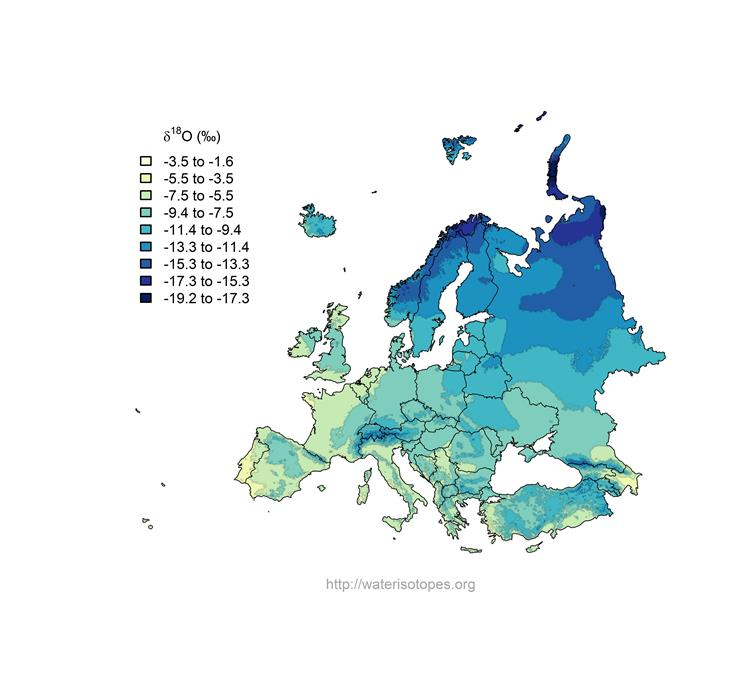 δ18O (‰)
-3.5 to -1.6
-5.5 to -3.5
-7.5 to -5.5
-9.4 to -7.5
-11.4 to -9.4
-13.3 to -11.4
-15.3 to -13.3
-17.3 to -15.3
-19.2 to -17.3
http://waterisotopes.org